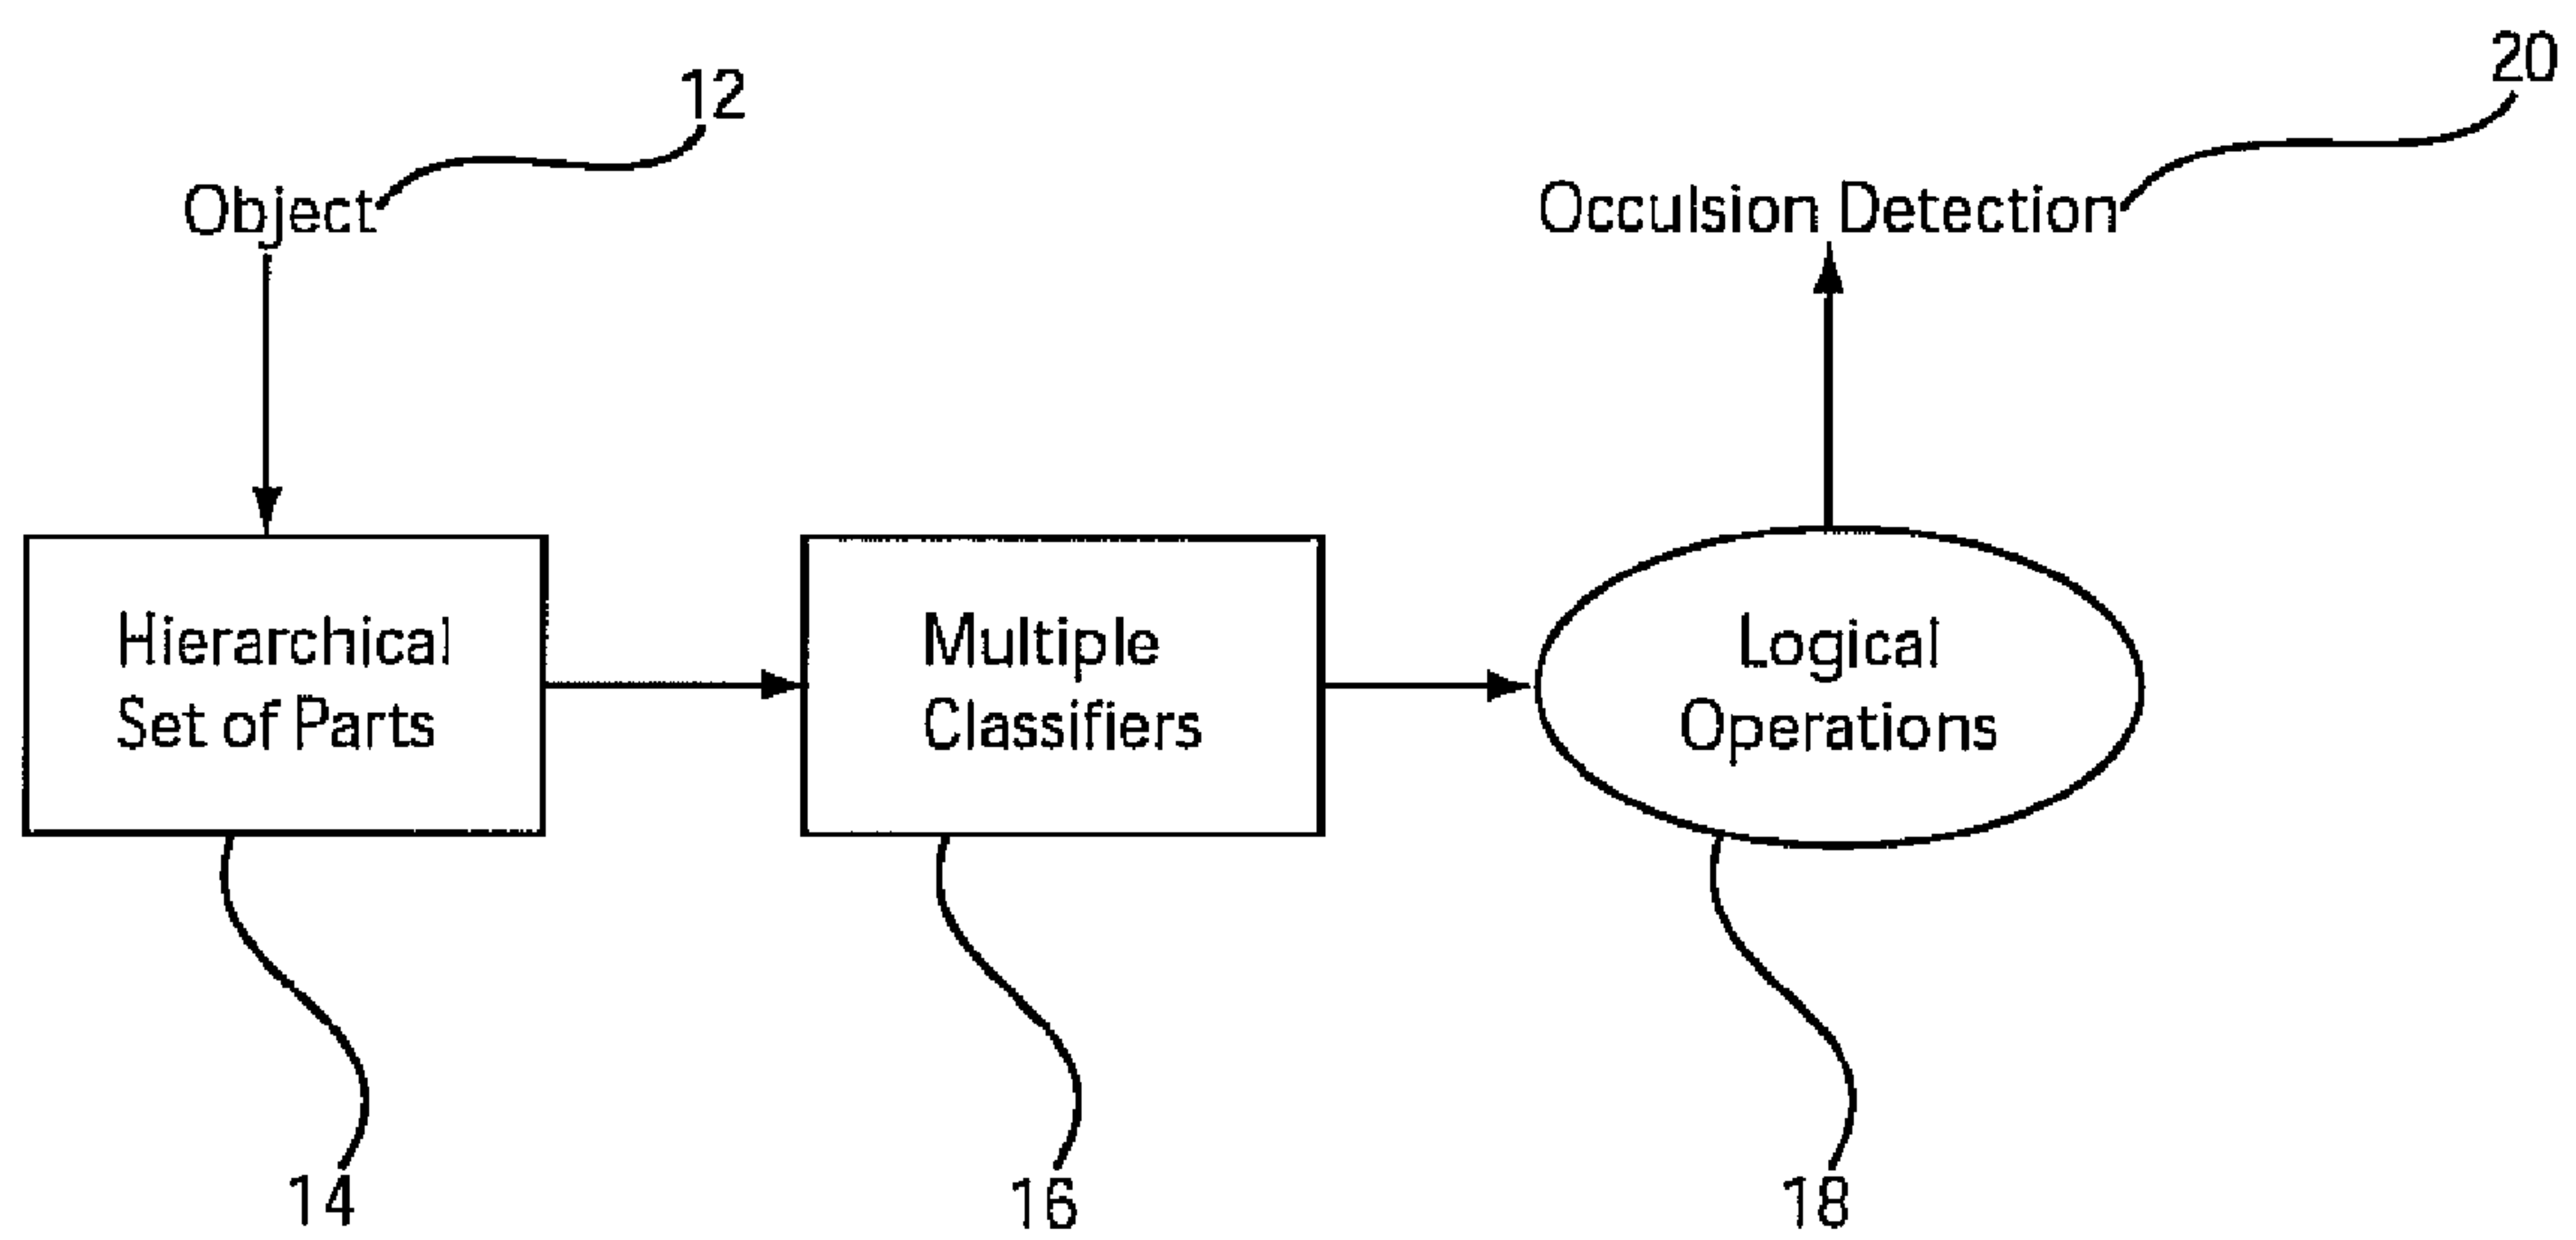 12
20
Object
Occulsion Detection
Hierarchical
Set of Parts
Multiple
Classifiers
Logical
Operations
14
16
18